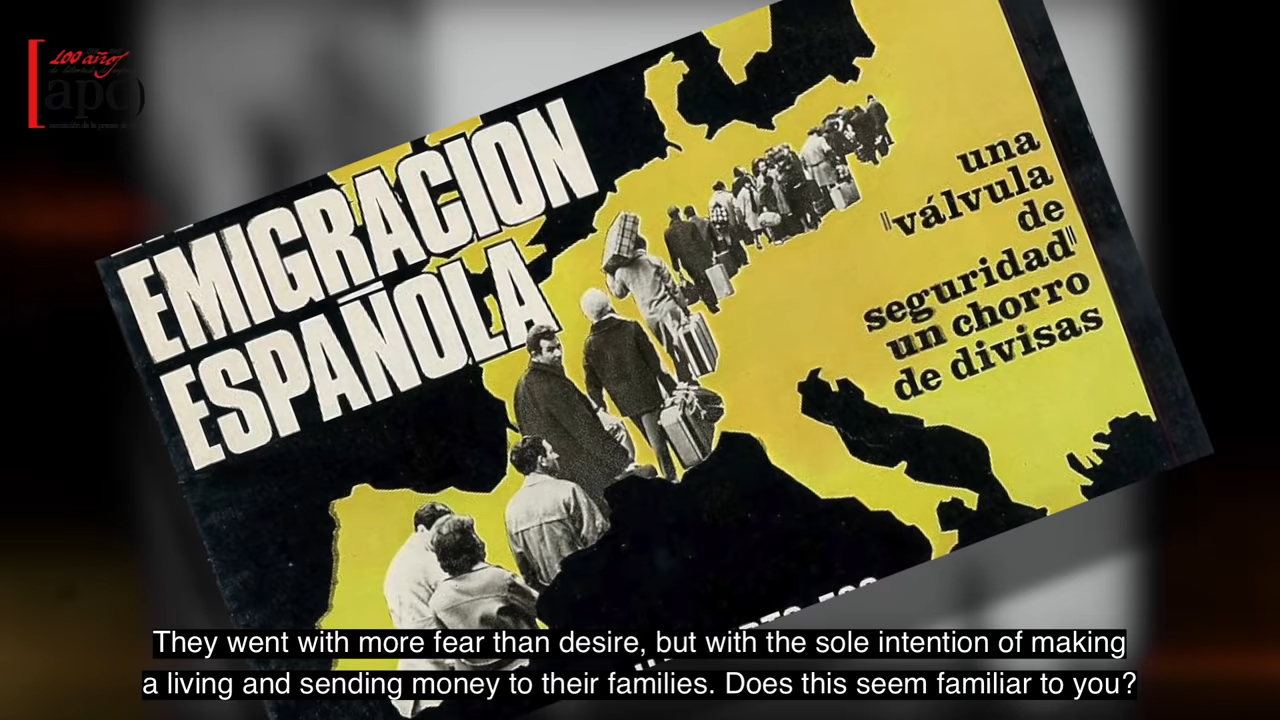 100 años
apo
EMIGRACION
ESPAÑOLA
una
"válvula
de
seguridad"
un chorro
de divisas
They went with more fear than desire, but with the sole intention of making
a living and sending money to their families. Does this seem familiar to you?